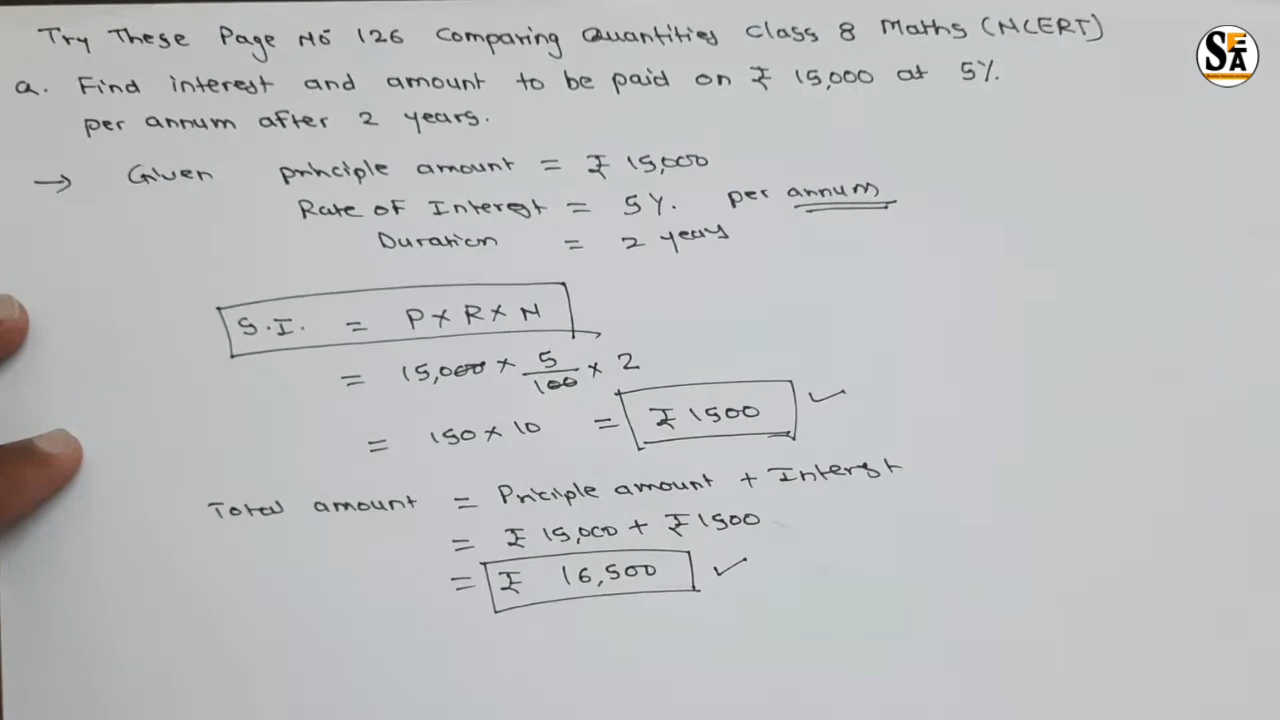 Try These Page No 126 Comparing Quantities Class 8 Maths (NCERT)
Q. Find interest and amount to be paid on ₹ 15,000 at 5%
per annum after 2 years.
→ Given principle amount = ₹ 15,000
Rate of Interest = 5% per annum
Duration = 2 years
S.I. = P × R × N
= 15,000 × 5/100 × 2
= 150 × 10 = ₹ 1500 ✓
Total amount = Priciple amount + Interest
= ₹ 15,000 + ₹ 1500
= ₹ 16,500 ✓